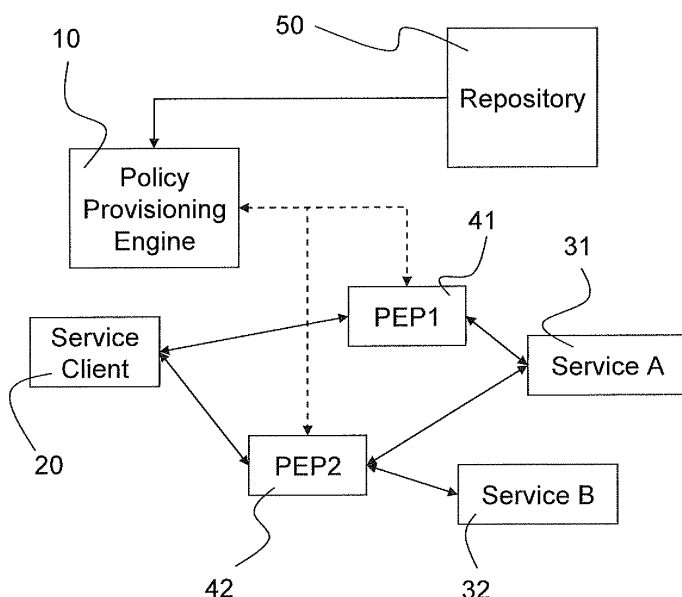 50
10
Repository
Policy
Provisioning
Engine
41
31
PEP1
Service
Client
Service A
20
PEP2
Service B
42
32